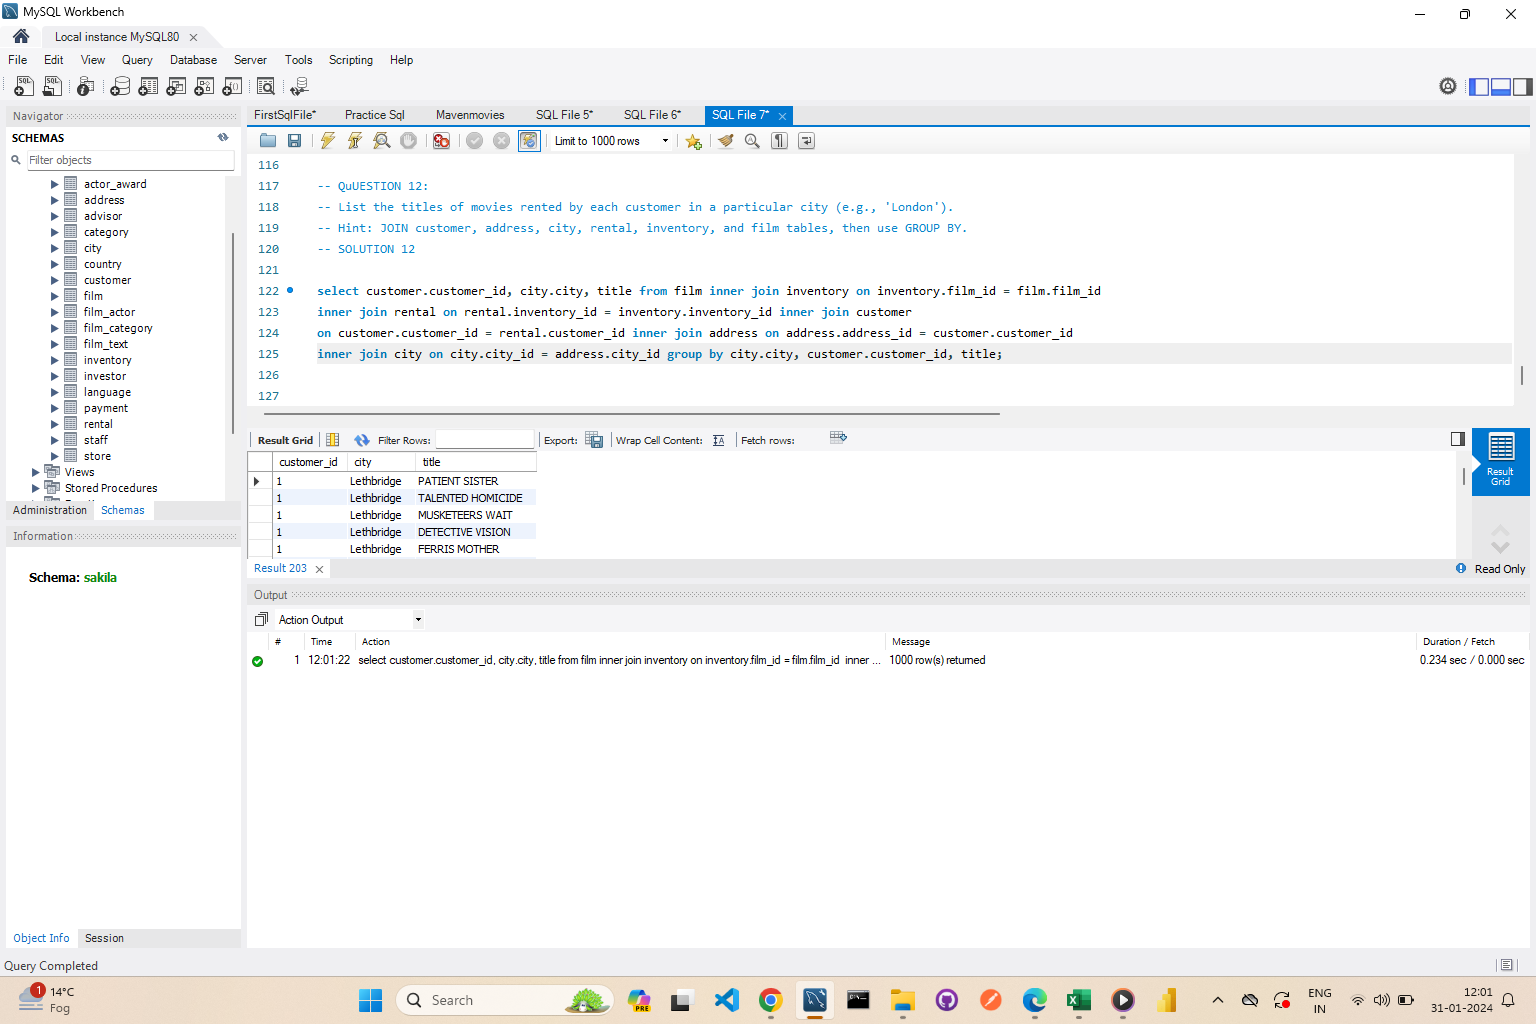 MySQL Workbench
Local instance MySQL80
File Edit View Query Database Server Tools Scripting Help
Navigator
SCHEMAS
Filter objects
actor_award
address
advisor
category
city
country
customer
film
film_actor
film_category
film_text
inventory
investor
language
payment
rental
staff
store
Views
Stored Procedures
Administration Schemas
Information
Schema: sakila
Object Info Session
FirstSqlFile* Practice Sql Mavenmovies SQL File 5* SQL File 6* SQL File 7*
Limit to 1000 rows
116
117 -- QuUESTION 12:
118 -- List the titles of movies rented by each customer in a particular city (e.g., 'London').
119 -- Hint: JOIN customer, address, city, rental, inventory, and film tables, then use GROUP BY.
120 -- SOLUTION 12
121
122 select customer.customer_id, city.city, title from film inner join inventory on inventory.film_id = film.film_id
123 inner join rental on rental.inventory_id = inventory.inventory_id inner join customer
124 on customer.customer_id = rental.customer_id inner join address on address.address_id = customer.customer_id
125 inner join city on city.city_id = address.city_id group by city.city, customer.customer_id, title;
126
127
Result Grid Filter Rows: Export: Wrap Cell Content: Fetch rows:
customer_id city title
1 Lethbridge PATIENT SISTER
1 Lethbridge TALENTED HOMICIDE
1 Lethbridge MUSKETEERS WAIT
1 Lethbridge DETECTIVE VISION
1 Lethbridge FERRIS MOTHER
Result Grid
Result 203
Read Only
Output
Action Output
# Time Action Message Duration / Fetch
1 12:01:22 select customer.customer_id, city.city, title from film inner join inventory on inventory.film_id = film.film_id inner ... 1000 row(s) returned 0.234 sec / 0.000 sec
Query Completed
1
14°C
Fog
Search
PRE
ENG
IN
12:01
31-01-2024